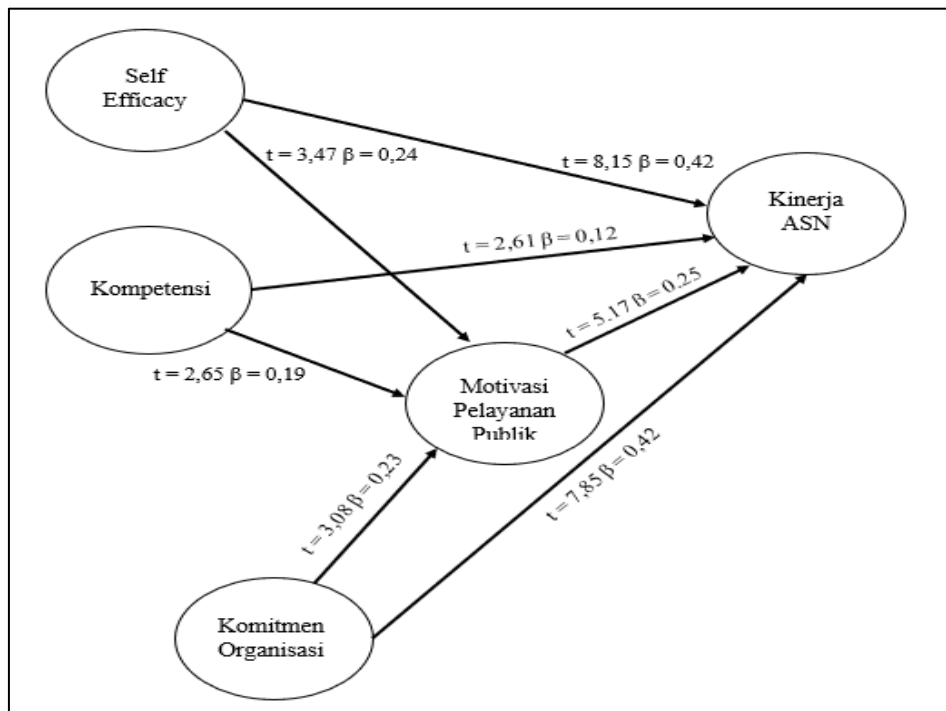 Self
Efficacy
t = 3,47 β = 0,24
t = 8,15 β = 0,42
Kinerja
ASN
t = 2,61 β = 0,12
Kompetensi
t = 5,17 β = 0,25
t = 2,65 β = 0,19
Motivasi
Pelayanan
Publik
t = 3,08 β = 0,23
t = 7,85 β = 0,42
Komitmen
Organisasi